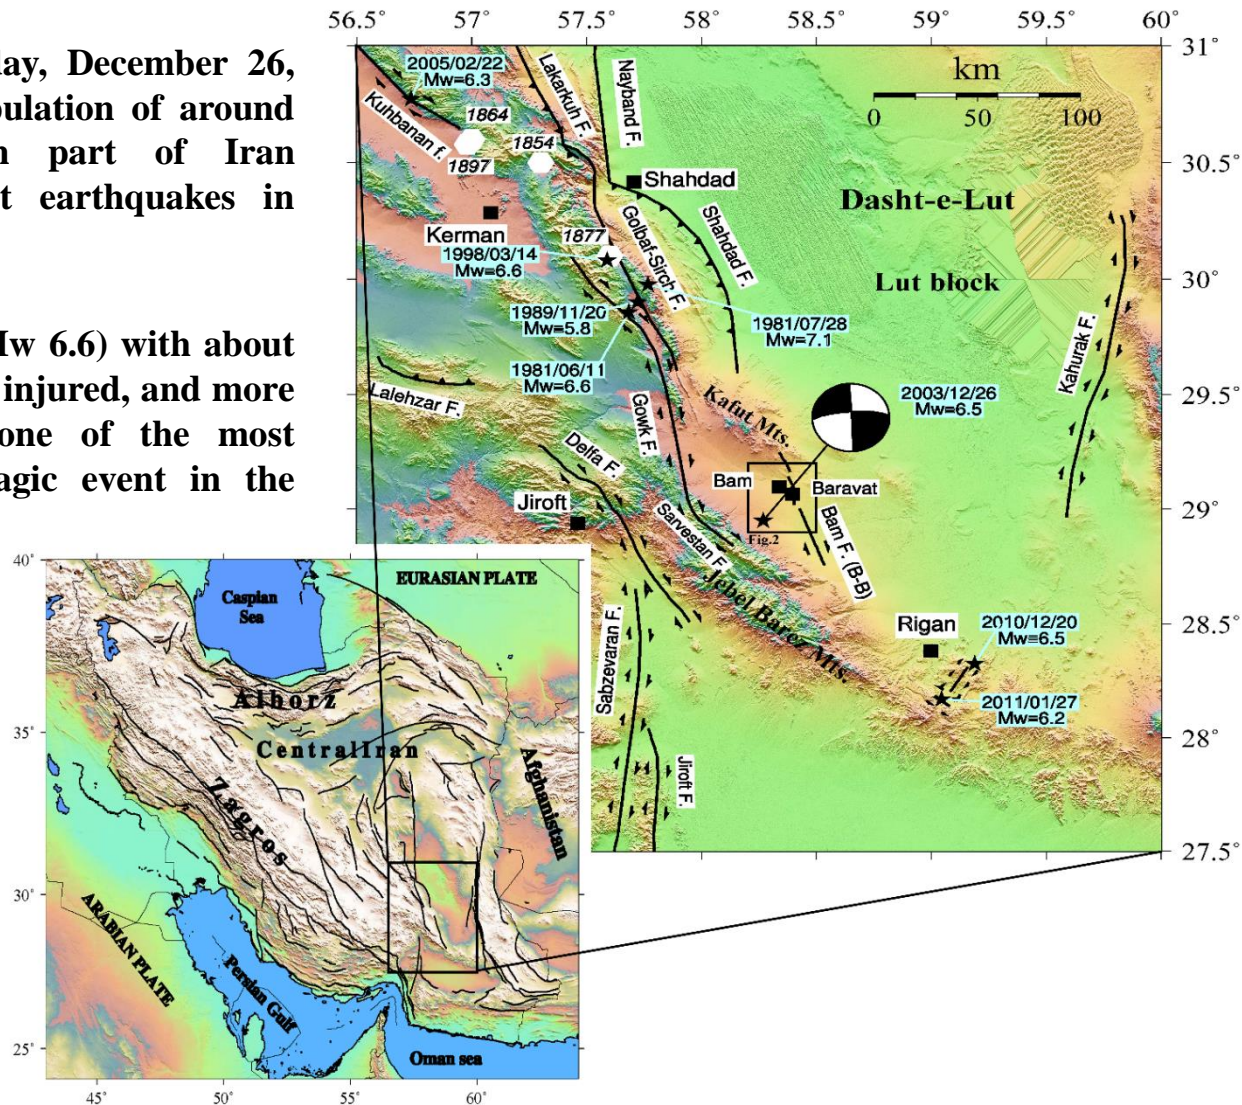 lay, December 26,
pulation of around
n part of Iran
t earthquakes in
Iw 6.6) with about
injured, and more
one of the most
agic event in the
56.5° 57° 57.5° 58° 58.5° 59° 59.5° 60°
31°
30.5°
30°
29.5°
29°
28.5°
28°
27.5°
km
0 50 100
2005/02/22
Mw=6.3
Lakarkuh F.
Nayband F.
Kuhbanan f.
1864
1897
1854
Shahdad
Dasht-e-Lut
Kerman
1877
Golbaf-Sirch F.
Shahdad F.
1998/03/14
Mw=6.6
Lut block
1989/11/20
Mw=5.8
1981/07/28
Mw=7.1
Kahurak F.
1981/06/11
Mw=6.6
Lalehzar F.
Gowk F.
Kafut Mts.
2003/12/26
Mw=6.5
Delfa F.
Bam
Baravat
Jiroft
Sarvestan F.
Fig.2
Bam F. (B-B)
Jebel Barez Mts.
Sabzevaran F.
Rigan
2010/12/20
Mw=6.5
2011/01/27
Mw=6.2
Jiroft F.
40°
35°
30°
25°
EURASIAN PLATE
Caspian
Sea
Alborz
CentralIran
Afghanistan
Zagros
ARABIAN PLATE
Persian Gulf
Oman sea
45° 50° 55° 60°